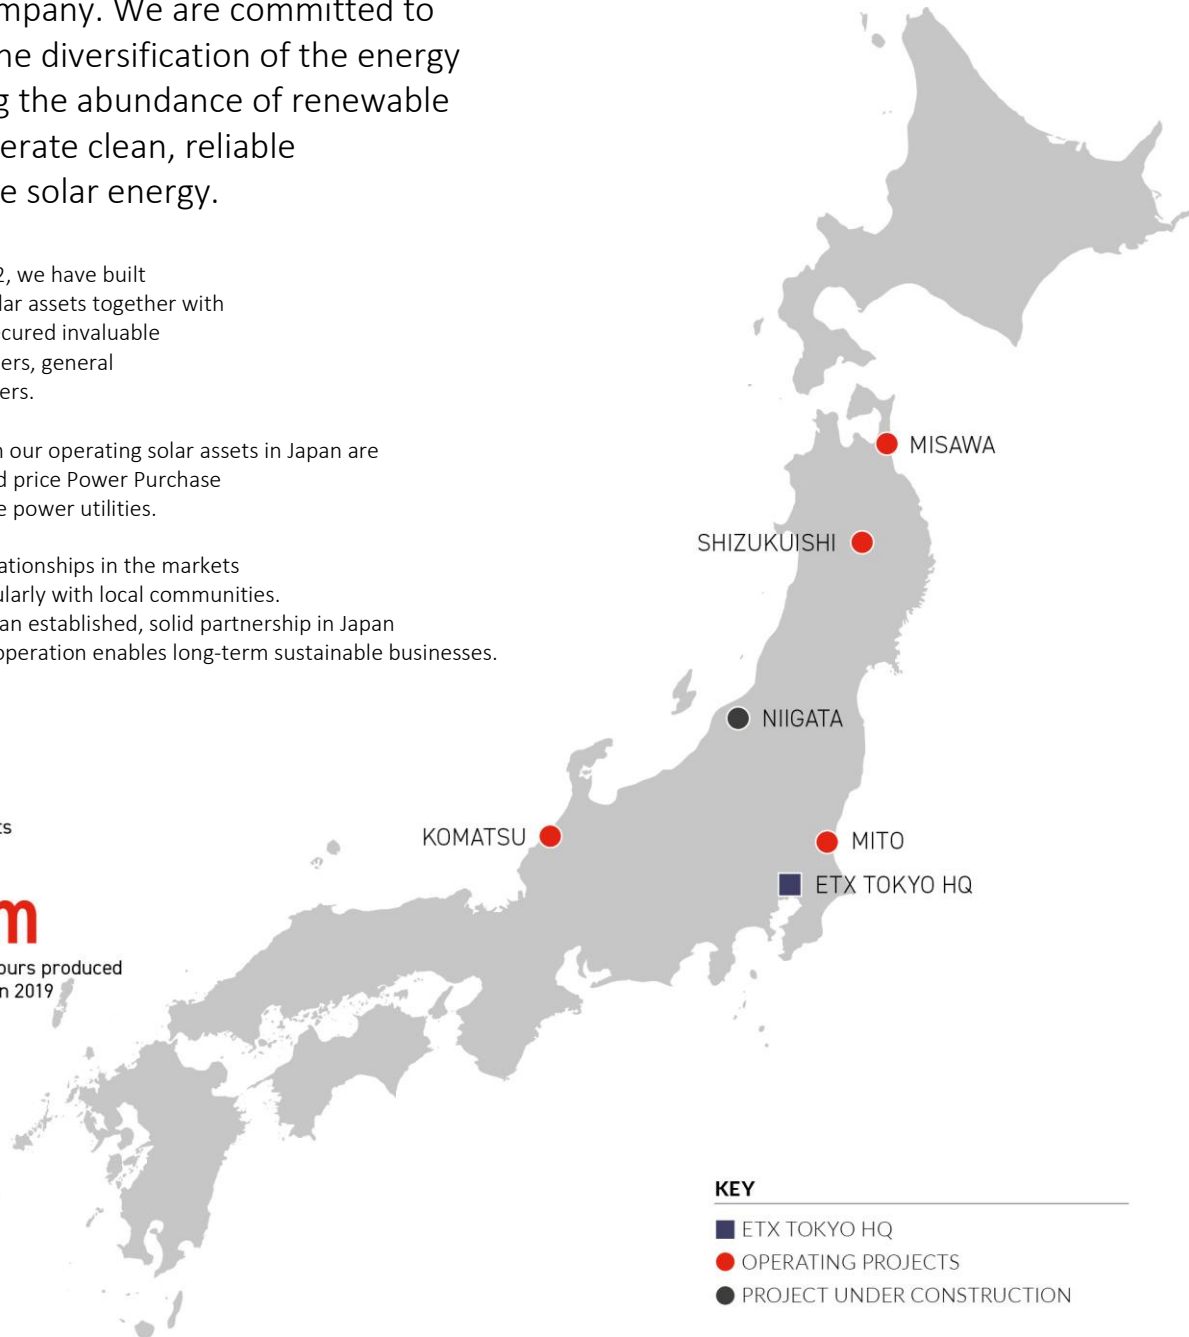 mpany. We are committed to
ne diversification of the energy
g the abundance of renewable
erate clean, reliable
e solar energy.
2, we have built
lar assets together with
cured invaluable
ers, general
ers.
n our operating solar assets in Japan are
d price Power Purchase
e power utilities.
lationships in the markets
ularly with local communities.
an established, solid partnership in Japan
operation enables long-term sustainable businesses.
MISAWA
SHIZUKUISHI
NIIGATA
KOMATSU
MITO
ETX TOKYO HQ
ts
m
ours produced
n 2019
KEY
ETX TOKYO HQ
OPERATING PROJECTS
PROJECT UNDER CONSTRUCTION